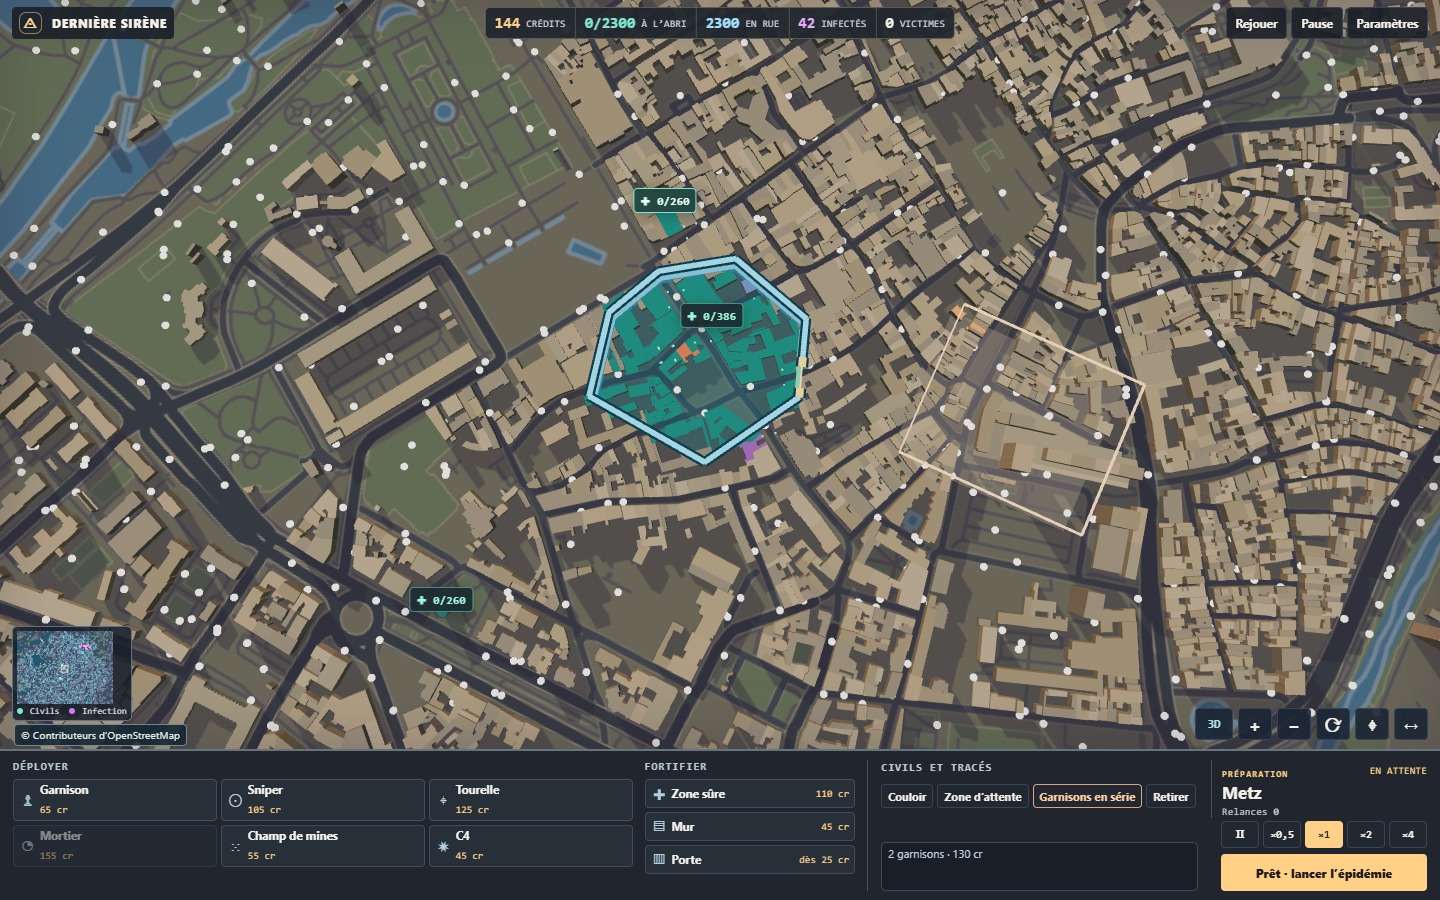 DERNIÈRE SIRÈNE
144 CRÉDITS
0/2300 À L'ABRI
2300 EN RUE
42 INFECTÉS
0 VICTIMES
Rejouer
Pause
Paramètres
0/260
0/386
0/260
Civils
Infection
© Contributeurs d'OpenStreetMap
3D
+
−
DÉPLOYER
Garnison
65 cr
Sniper
105 cr
Tourelle
125 cr
Mortier
155 cr
Champ de mines
55 cr
C4
45 cr
FORTIFIER
Zone sûre
110 cr
Mur
45 cr
Porte
dès 25 cr
CIVILS ET TRACÉS
Couloir
Zone d'attente
Garnisons en série
Retirer
2 garnisons · 130 cr
PRÉPARATION
EN ATTENTE
Metz
Relances 0
II
×0,5
×1
×2
×4
Prêt · lancer l'épidémie